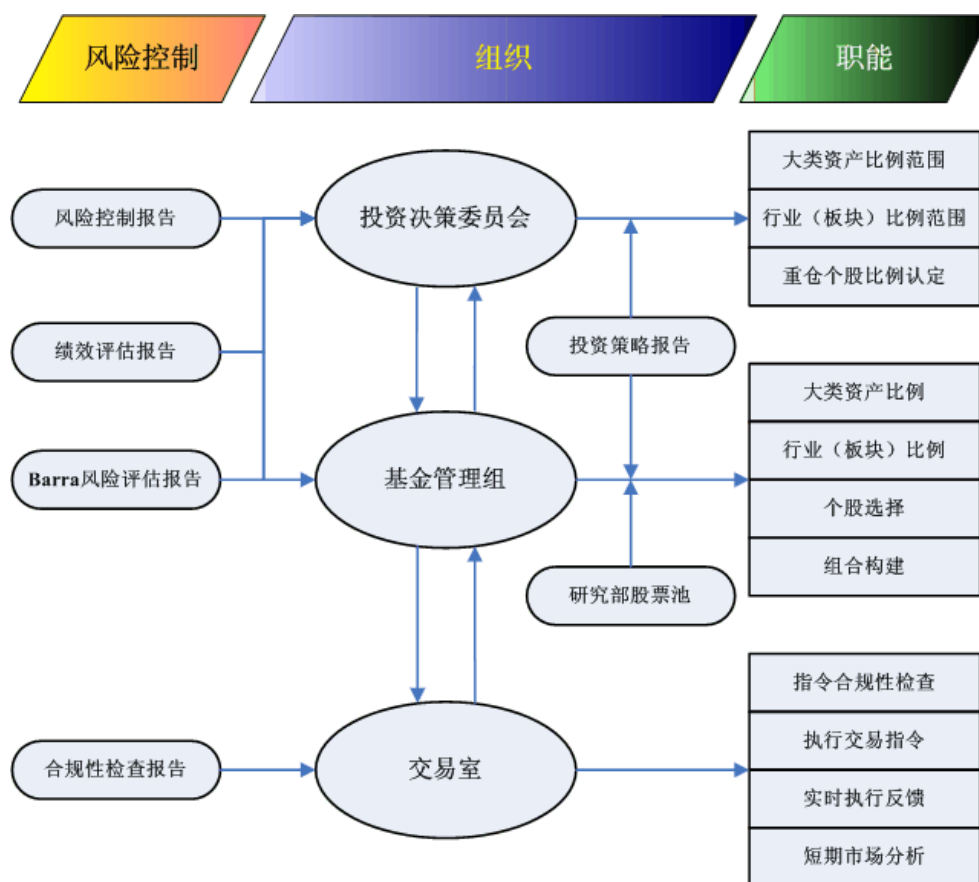 风险控制
组织
职能
风险控制报告
绩效评估报告
Barra风险评估报告
合规性检查报告
投资决策委员会
基金管理组
交易室
投资策略报告
研究部股票池
大类资产比例范围
行业（板块）比例范围
重仓个股比例认定
大类资产比例
行业（板块）比例
个股选择
组合构建
指令合规性检查
执行交易指令
实时执行反馈
短期市场分析